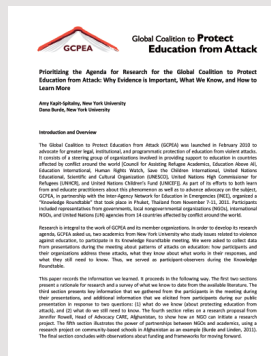 GCPEA
Global Coalition to Protect
Education from Attack
Prioritizing the Agenda for Research for the Global Coalition to Protect
Education from Attack: Why Evidence is Important, What We Know, and How to
Learn More
Amy Kapit-Spitalny, New York University
Dana Burde, New York University
Introduction and Overview
The Global Coalition to Protect Education from Attack (GCPEA) was launched in February 2010 to
advocate for greater legal, institutional, and programmatic protection of education from violent attacks.
It consists of a steering group of organizations involved in providing support to education in countries
affected by conflict around the world [Council for Assisting Refugee Academics, Education Above All,
Education International, Human Rights Watch, Save the Children International, United Nations
Educational, Scientific and Cultural Organization (UNESCO), United Nations High Commissioner for
Refugees (UNHCR), and United Nations Children's Fund (UNICEF)]. As part of its efforts to both learn
from and educate practitioners about this phenomenon as well as to advance advocacy on the subject,
GCPEA, in partnership with the Inter-Agency Network for Education in Emergencies (INEE), organized a
"Knowledge Roundtable" that took place in Phuket, Thailand from November 7-11, 2011. Participants
included representatives from governments, local nongovernmental organizations (NGOs), international
NGOs, and United Nations (UN) agencies from 14 countries affected by conflict around the world.
Research is integral to the work of GCPEA and its member organizations. In order to develop its research
agenda, GCPEA asked us, two academics from New York University who study issues related to violence
against education, to participate in its Knowledge Roundtable meeting. We were asked to collect data
from presentations during the meeting about patterns of attacks on education: how participants and
their organizations address these attacks, what they know about what works in their responses, and
what they still need to know. Thus, we served as participant-observers during the Knowledge
Roundtable.
This paper records the information we learned. It proceeds in the following way. The first two sections
present a rationale for research and a survey of what we know to date from the available literature. The
third section presents key information that we gathered from the participants in the meeting during
their presentations, and additional information that we elicited from participants during our public
presentation in response to two questions: (1) what do we know (about protecting education from
attack), and (2) what do we still need to know. The fourth section relies on a research proposal from
Jennifer Rowell, Head of Advocacy CARE, Afghanistan, to show how an NGO can initiate a research
project. The fifth section illustrates the power of partnerships between NGOs and academics, using a
research project on community-based schools in Afghanistan as an example (Burde and Linden, 2011).
The final section concludes with observations about funding and frameworks for moving forward.